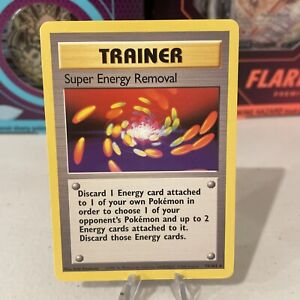 FLAR
TRAINER
Super Energy Removal
Discard 1 Energy card attached
to 1 of your own Pokémon in
order to choose 1 of your
opponent's Pokémon and up to 2
Energy cards attached to it.
Discard those Energy cards.